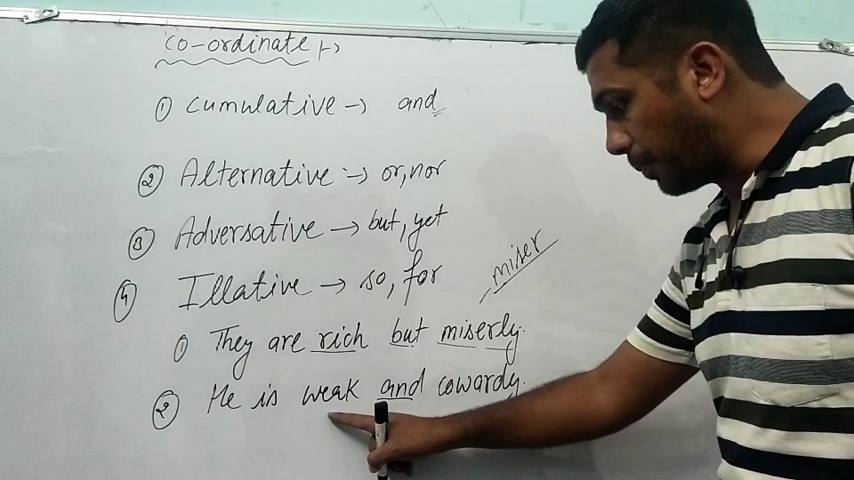 Co-ordinate :->
① Cumulative -> and
② Alternative :-> or, nor
③ Adversative -> but, yet
④ Illative -> so, for
miser
① They are rich but miserly.
② He is weak and cowardy.